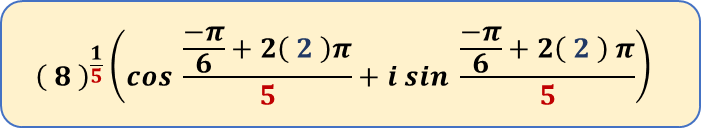 ( 8 )^(1/5) ( cos (−π/6 + 2( 2 )π)/5 + i sin (−π/6 + 2( 2 ) π)/5 )